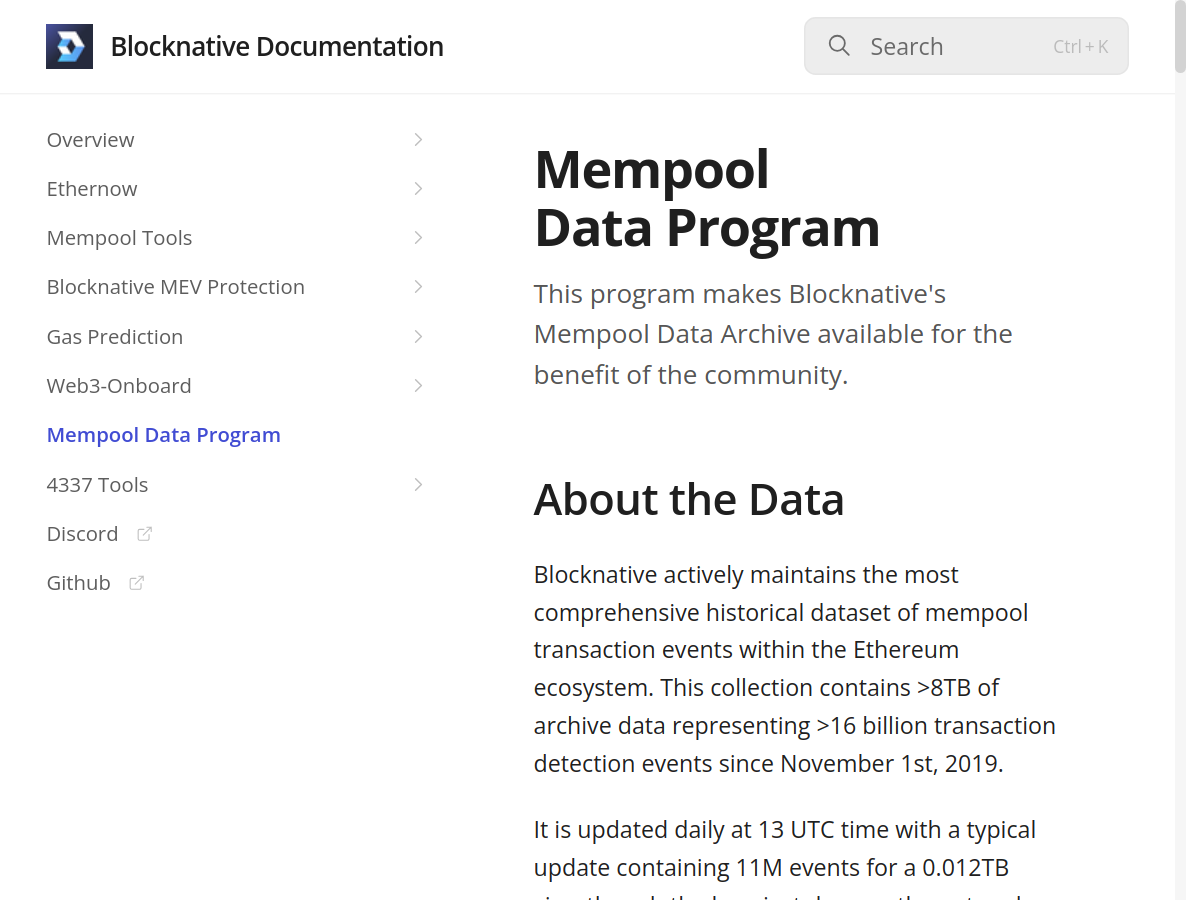 Blocknative Documentation
Search
Ctrl + K
Overview
Ethernow
Mempool Tools
Blocknative MEV Protection
Gas Prediction
Web3-Onboard
Mempool Data Program
4337 Tools
Discord
Github
Mempool
Data Program
This program makes Blocknative's
Mempool Data Archive available for the
benefit of the community.
About the Data
Blocknative actively maintains the most
comprehensive historical dataset of mempool
transaction events within the Ethereum
ecosystem. This collection contains >8TB of
archive data representing >16 billion transaction
detection events since November 1st, 2019.
It is updated daily at 13 UTC time with a typical
update containing 11M events for a 0.012TB